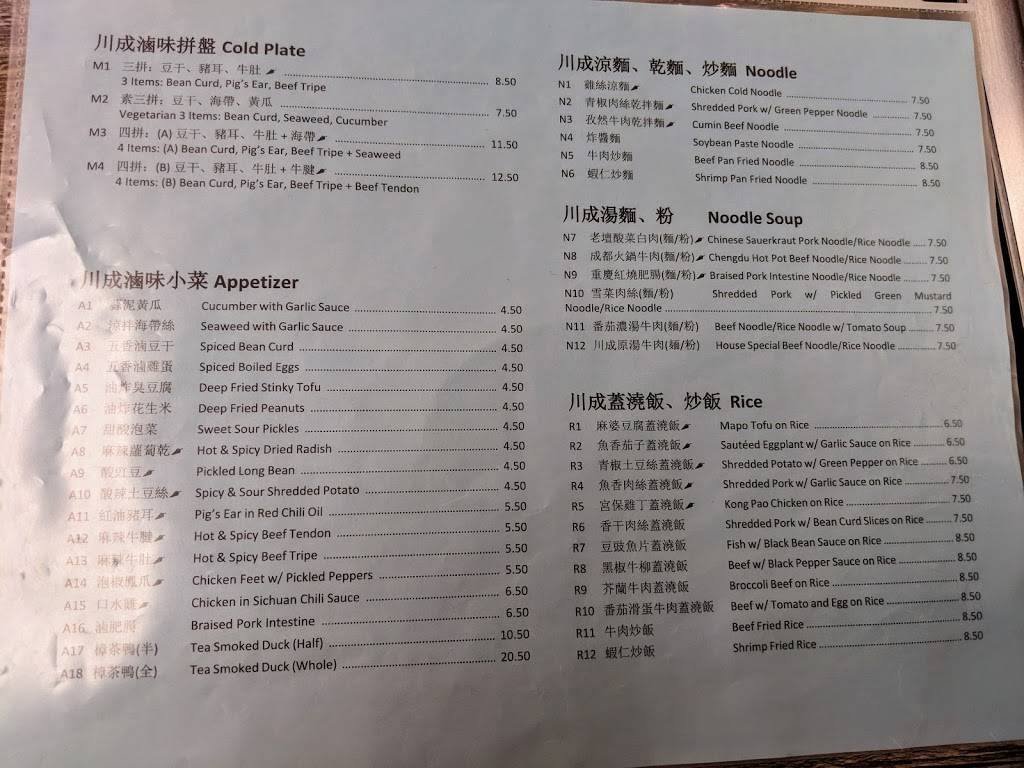 川成滷味拼盤 Cold Plate
M1 三拼：豆干、豬耳、牛肚 8.50
3 Items: Bean Curd, Pig's Ear, Beef Tripe
M2 素三拼：豆干、海帶、黃瓜 7.50
Vegetarian 3 Items: Bean Curd, Seaweed, Cucumber
M3 四拼：(A) 豆干、豬耳、牛肚 + 海帶 11.50
4 Items: (A) Bean Curd, Pig's Ear, Beef Tripe + Seaweed
M4 四拼：(B) 豆干、豬耳、牛肚 + 牛腱 12.50
4 Items: (B) Bean Curd, Pig's Ear, Beef Tripe + Beef Tendon
川成滷味小菜 Appetizer
A1 蒜泥黃瓜 Cucumber with Garlic Sauce 4.50
A2 涼拌海帶絲 Seaweed with Garlic Sauce 4.50
A3 五香滷豆干 Spiced Bean Curd 4.50
A4 五香滷雞蛋 Spiced Boiled Eggs 4.50
A5 油炸臭豆腐 Deep Fried Stinky Tofu 4.50
A6 油炸花生米 Deep Fried Peanuts 4.50
A7 甜酸泡菜 Sweet Sour Pickles 4.50
A8 麻辣蘿蔔乾 Hot & Spicy Dried Radish 4.50
A9 酸豇豆 Pickled Long Bean 4.50
A10 酸辣土豆絲 Spicy & Sour Shredded Potato 4.50
A11 紅油豬耳 Pig's Ear in Red Chili Oil 5.50
A12 麻辣牛腱 Hot & Spicy Beef Tendon 5.50
A13 麻辣牛肚 Hot & Spicy Beef Tripe 5.50
A14 泡椒鳳爪 Chicken Feet w/ Pickled Peppers 5.50
A15 口水雞 Chicken in Sichuan Chili Sauce 6.50
A16 滷肥腸 Braised Pork Intestine 6.50
A17 樟茶鴨(半) Tea Smoked Duck (Half) 10.50
A18 樟茶鴨(全) Tea Smoked Duck (Whole) 20.50
川成涼麵、乾麵、炒麵 Noodle
N1 雞絲涼麵 Chicken Cold Noodle 7.50
N2 青椒肉絲乾拌麵 Shredded Pork w/ Green Pepper Noodle 7.50
N3 孜然牛肉乾拌麵 Cumin Beef Noodle 7.50
N4 炸醬麵 Soybean Paste Noodle 7.50
N5 牛肉炒麵 Beef Pan Fried Noodle 8.50
N6 蝦仁炒麵 Shrimp Pan Fried Noodle 8.50
川成湯麵、粉 Noodle Soup
N7 老壇酸菜白肉(麵/粉) Chinese Sauerkraut Pork Noodle/Rice Noodle 7.50
N8 成都火鍋牛肉(麵/粉) Chengdu Hot Pot Beef Noodle/Rice Noodle 7.50
N9 重慶紅燒肥腸(麵/粉) Braised Pork Intestine Noodle/Rice Noodle 7.50
N10 雪菜肉絲(麵/粉) Shredded Pork w/ Pickled Green Mustard
Noodle/Rice Noodle 7.50
N11 番茄濃湯牛肉(麵/粉) Beef Noodle/Rice Noodle w/ Tomato Soup 7.50
N12 川成原湯牛肉(麵/粉) House Special Beef Noodle/Rice Noodle 7.50
川成蓋澆飯、炒飯 Rice
R1 麻婆豆腐蓋澆飯 Mapo Tofu on Rice 6.50
R2 魚香茄子蓋澆飯 Sautéed Eggplant w/ Garlic Sauce on Rice 6.50
R3 青椒土豆絲蓋澆飯 Shredded Potato w/ Green Pepper on Rice 6.50
R4 魚香肉絲蓋澆飯 Shredded Pork w/ Garlic Sauce on Rice 7.50
R5 宮保雞丁蓋澆飯 Kong Pao Chicken on Rice 7.50
R6 香干肉絲蓋澆飯 Shredded Pork w/ Bean Curd Slices on Rice 7.50
R7 豆豉魚片蓋澆飯 Fish w/ Black Bean Sauce on Rice 8.50
R8 黑椒牛柳蓋澆飯 Beef w/ Black Pepper Sauce on Rice 8.50
R9 芥蘭牛肉蓋澆飯 Broccoli Beef on Rice 8.50
R10 番茄滑蛋牛肉蓋澆飯 Beef w/ Tomato and Egg on Rice 8.50
R11 牛肉炒飯 Beef Fried Rice 8.50
R12 蝦仁炒飯 Shrimp Fried Rice 8.50